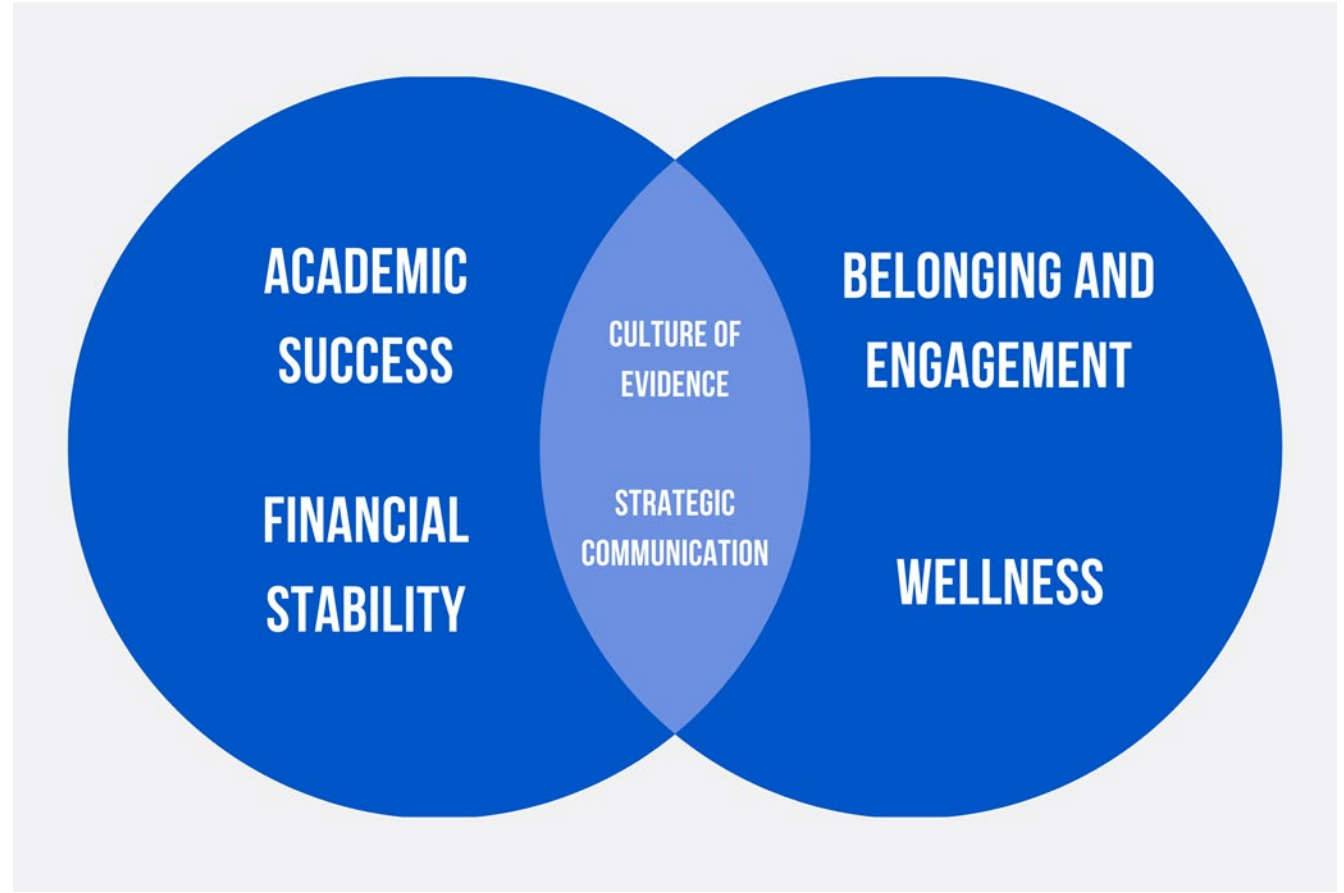 ACADEMIC
SUCCESS
FINANCIAL
STABILITY
CULTURE OF
EVIDENCE
STRATEGIC
COMMUNICATION
BELONGING AND
ENGAGEMENT
WELLNESS